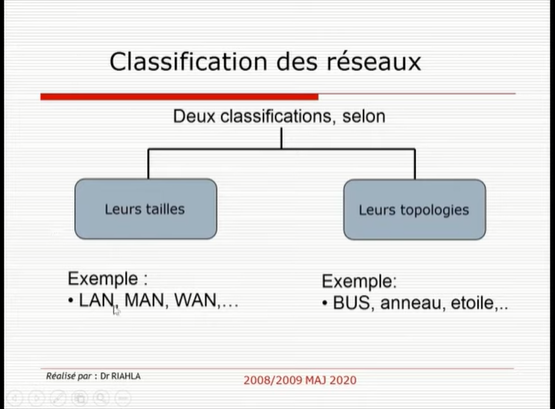 Classification des réseaux
Deux classifications, selon
Leurs tailles
Leurs topologies
Exemple :
• LAN, MAN, WAN,...
Exemple:
• BUS, anneau, etoile,..
Réalisé par : Dr RIAHLA
2008/2009 MAJ 2020